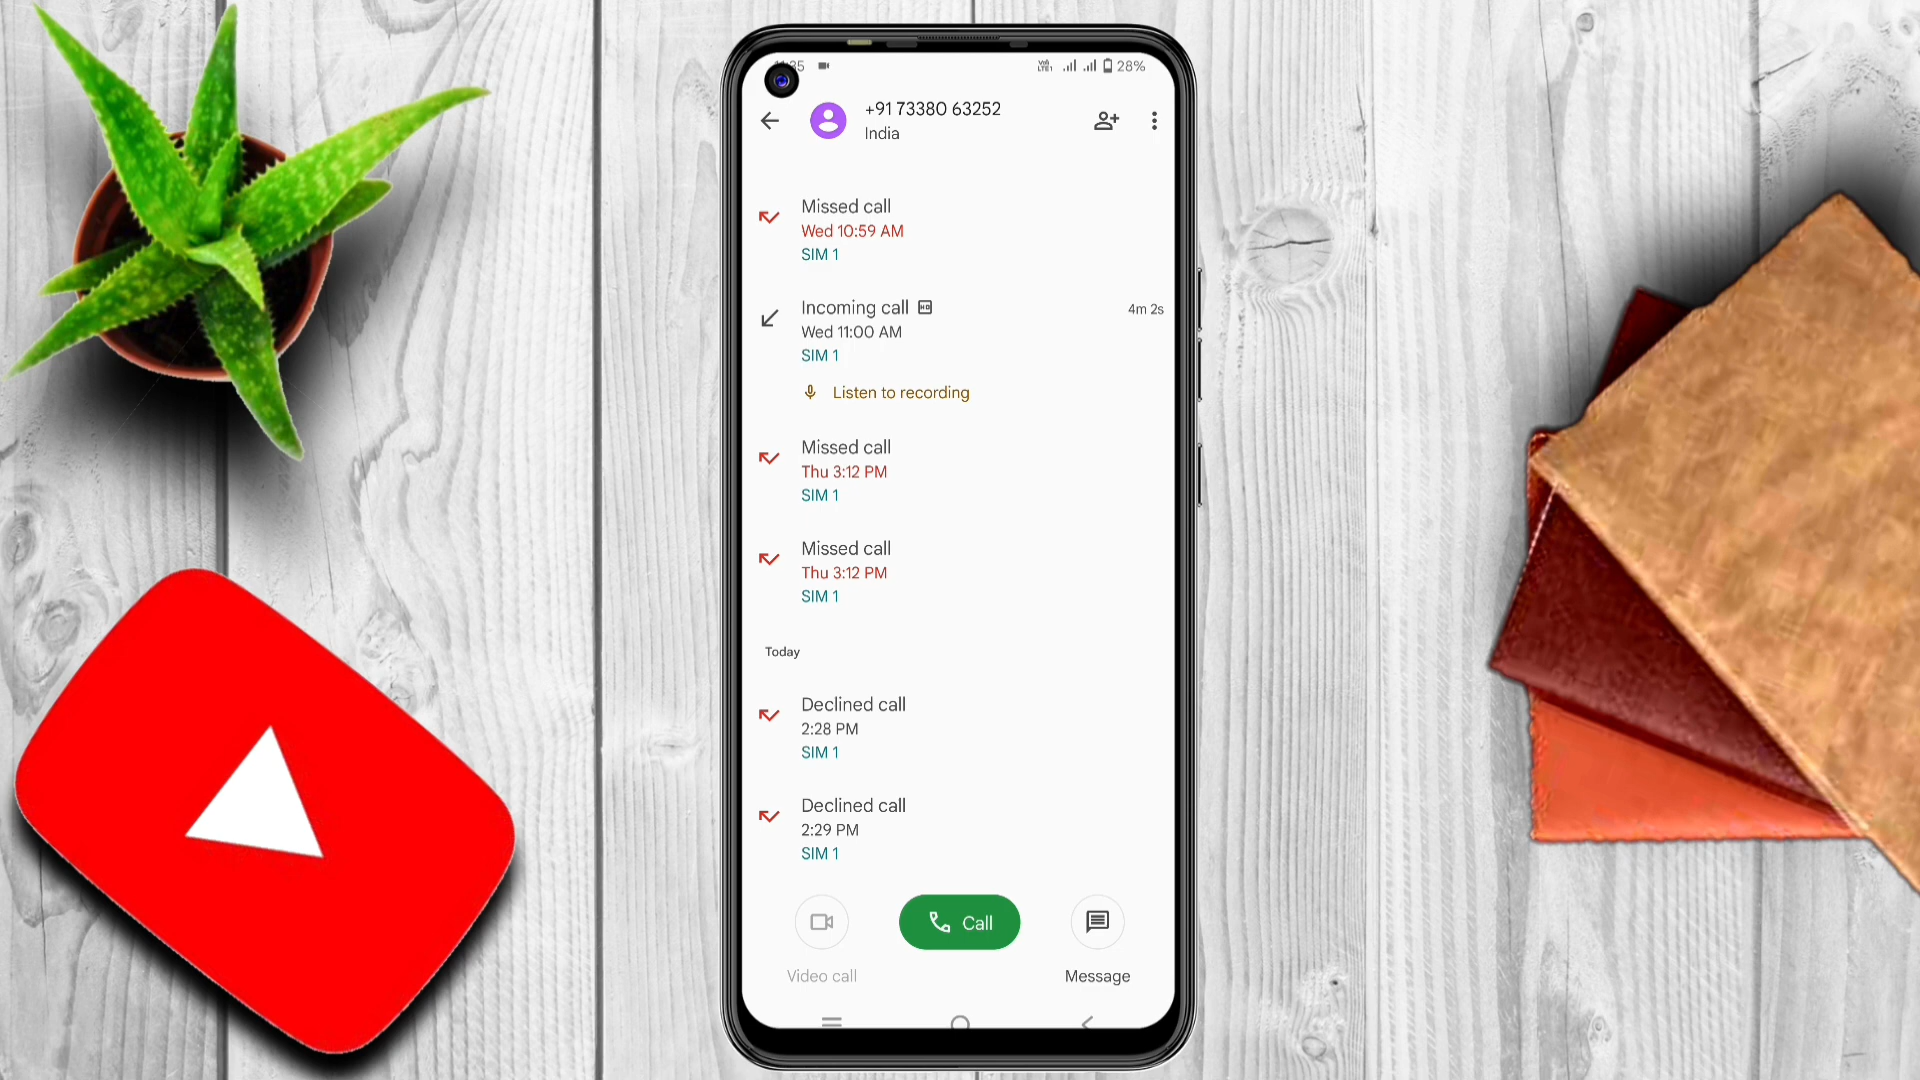 28%
+91 73380 63252
India
Missed call
Wed 10:59 AM
SIM 1
Incoming call HD 4m 2s
Wed 11:00 AM
SIM 1
Listen to recording
Missed call
Thu 3:12 PM
SIM 1
Missed call
Thu 3:12 PM
SIM 1
Today
Declined call
2:28 PM
SIM 1
Declined call
2:29 PM
SIM 1
Call
Video call Message